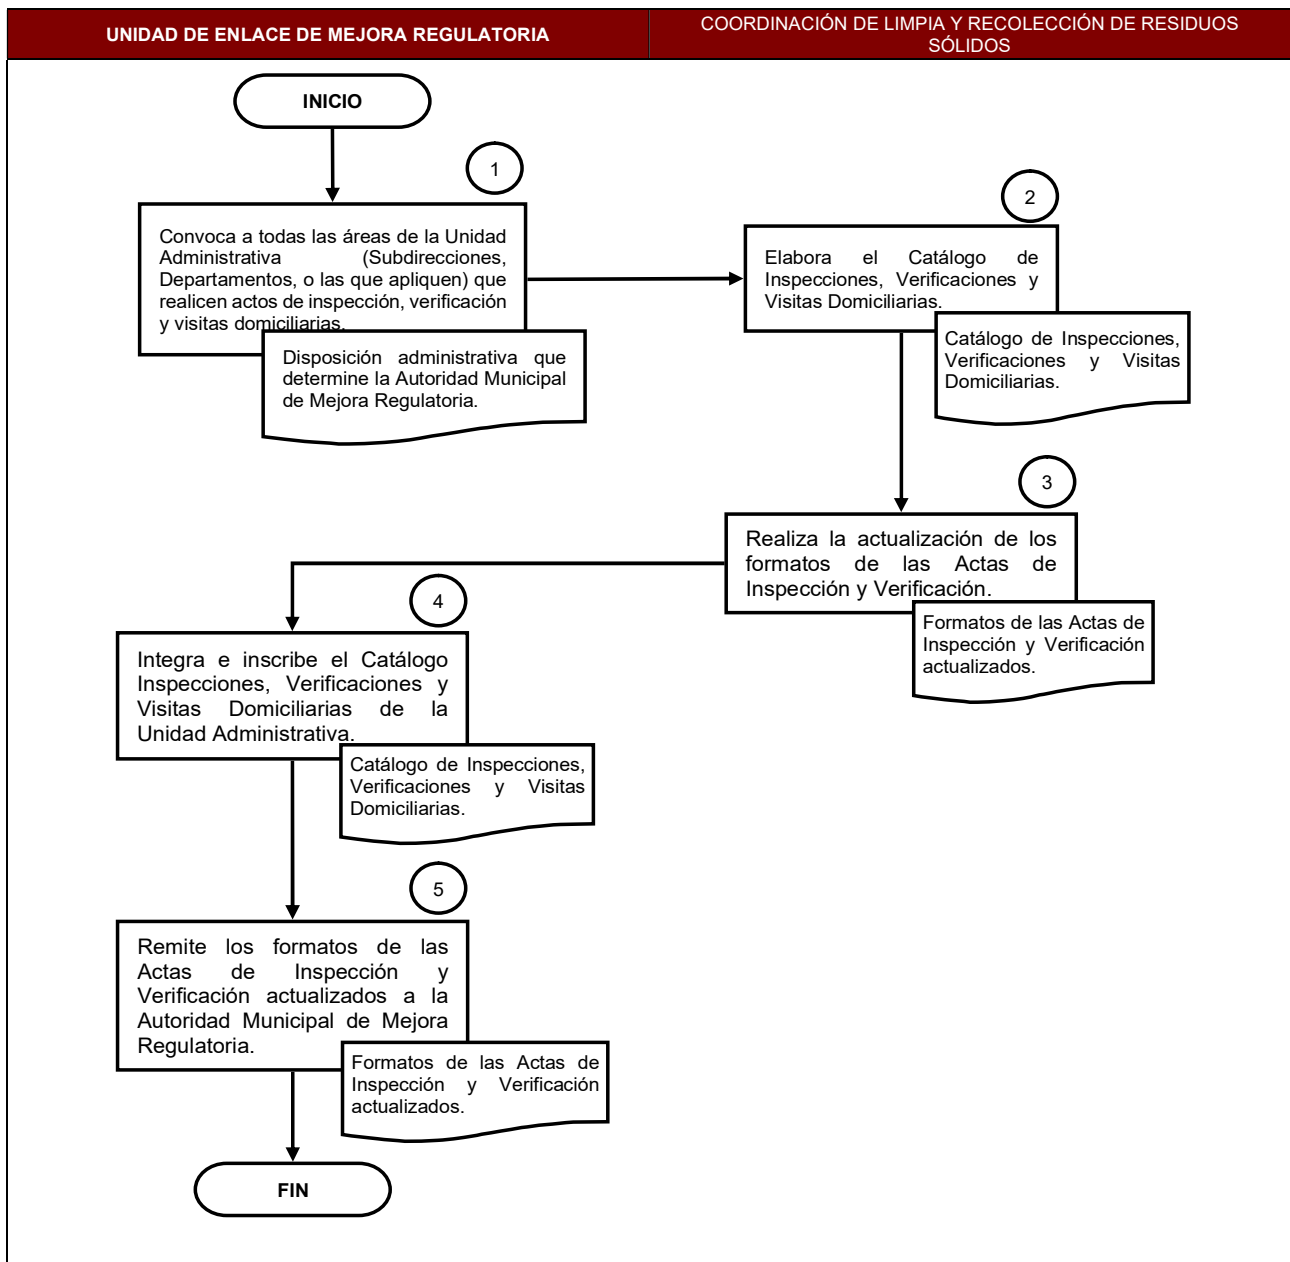 UNIDAD DE ENLACE DE MEJORA REGULATORIA
COORDINACIÓN DE LIMPIA Y RECOLECCIÓN DE RESIDUOS
SÓLIDOS
INICIO
1
Convoca a todas las áreas de la Unidad
Administrativa (Subdirecciones,
Departamentos, o las que apliquen) que
realicen actos de inspección, verificación
y visitas domiciliarias.
Disposición administrativa que
determine la Autoridad Municipal
de Mejora Regulatoria.
2
Elabora el Catálogo de
Inspecciones, Verificaciones y
Visitas Domiciliarias.
Catálogo de Inspecciones,
Verificaciones y Visitas
Domiciliarias.
3
Realiza la actualización de los
formatos de las Actas de
Inspección y Verificación.
Formatos de las Actas de
Inspección y Verificación
actualizados.
4
Integra e inscribe el Catálogo
Inspecciones, Verificaciones y
Visitas Domiciliarias de la
Unidad Administrativa.
Catálogo de Inspecciones,
Verificaciones y Visitas
Domiciliarias.
5
Remite los formatos de las
Actas de Inspección y
Verificación actualizados a la
Autoridad Municipal de Mejora
Regulatoria.
Formatos de las Actas de
Inspección y Verificación
actualizados.
FIN